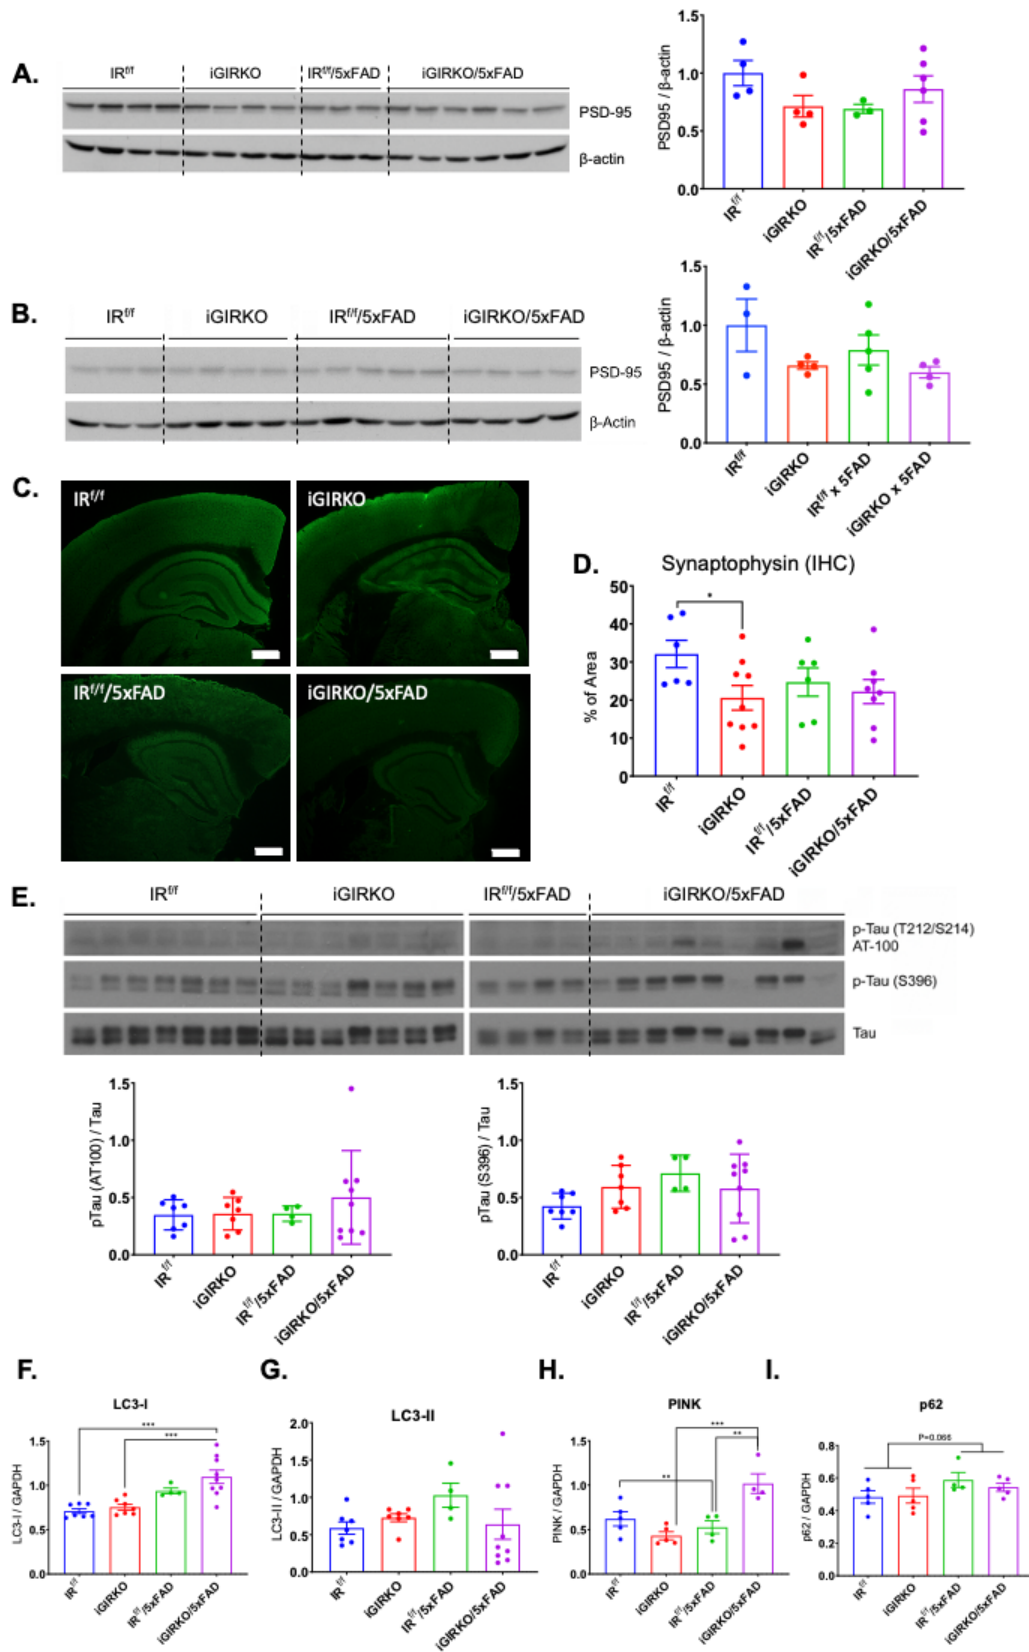 A.
IRf/f iGIRKO IRf/f/5xFAD iGIRKO/5xFAD
PSD-95
β-actin
PSD95 / β-actin
1.5
1.0
0.5
0.0
IRf/f
iGIRKO
IRf/f/5xFAD
iGIRKO/5xFAD
B.
IRf/f iGIRKO IRf/f/5xFAD iGIRKO/5xFAD
PSD-95
β-Actin
PSD95 / β-actin
1.5
1.0
0.5
0.0
IRf/f
iGIRKO
IRf/f x 5FAD
iGIRKO x 5FAD
C.
IRf/f
iGIRKO
IRf/f/5xFAD
iGIRKO/5xFAD
D.
Synaptophysin (IHC)
% of Area
50
40
30
20
10
0
*
IRf/f
iGIRKO
IRf/f/5xFAD
iGIRKO/5xFAD
E.
IRf/f iGIRKO IRf/f/5xFAD iGIRKO/5xFAD
p-Tau (T212/S214)
AT-100
p-Tau (S396)
Tau
pTau (AT100) / Tau
1.5
1.0
0.5
0.0
IRf/f
iGIRKO
IRf/f/5xFAD
iGIRKO/5xFAD
pTau (S396) / Tau
1.5
1.0
0.5
0.0
IRf/f
iGIRKO
IRf/f/5xFAD
iGIRKO/5xFAD
F.
LC3-I
LC3-I / GAPDH
1.5
1.0
0.5
0.0
***
***
IRf/f
iGIRKO
IRf/f/5xFAD
iGIRKO/5xFAD
G.
LC3-II
LC3-II / GAPDH
2.0
1.5
1.0
0.5
0.0
IRf/f
iGIRKO
IRf/f/5xFAD
iGIRKO/5xFAD
H.
PINK
PINK / GAPDH
1.5
1.0
0.5
0.0
***
**
**
IRf/f
iGIRKO
IRf/f/5xFAD
iGIRKO/5xFAD
I.
p62
p62 / GAPDH
0.8
0.6
0.4
0.2
0.0
P=0.066
IRf/f
iGIRKO
IRf/f/5xFAD
iGIRKO/5xFAD